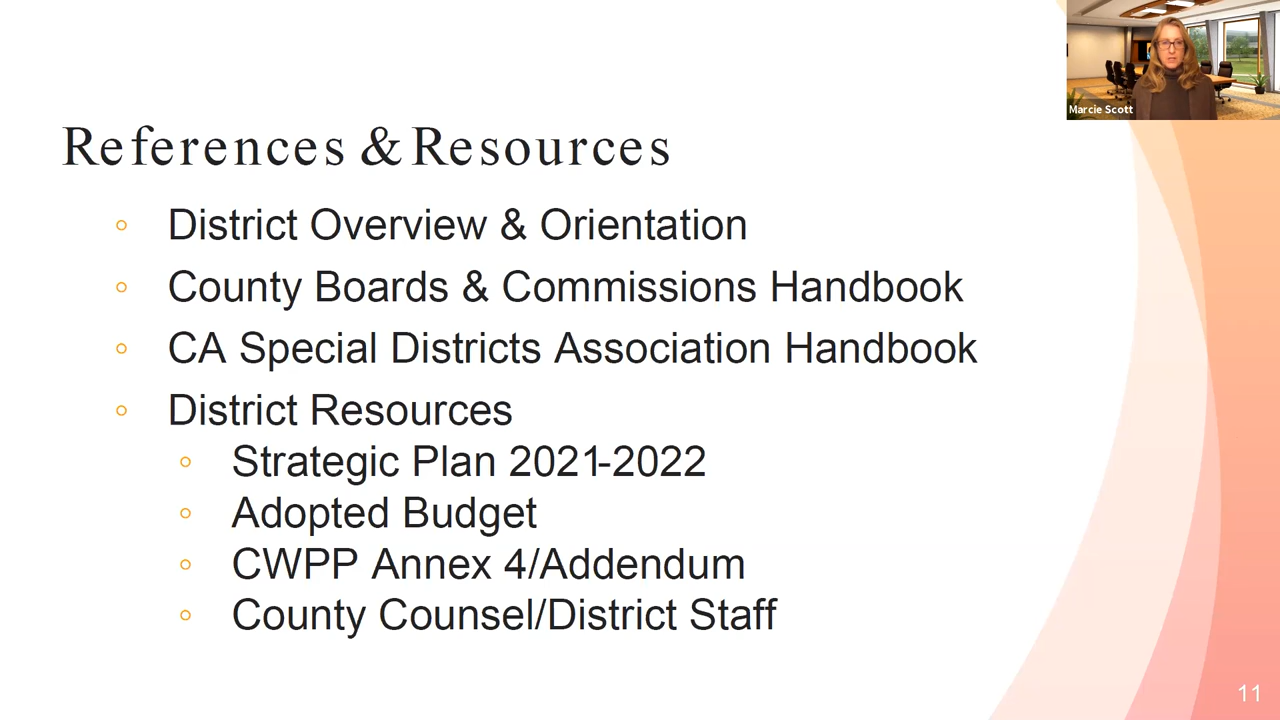 Marcie Scott
References & Resources
District Overview & Orientation
County Boards & Commissions Handbook
CA Special Districts Association Handbook
District Resources
Strategic Plan 2021-2022
Adopted Budget
CWPP Annex 4/Addendum
County Counsel/District Staff
11